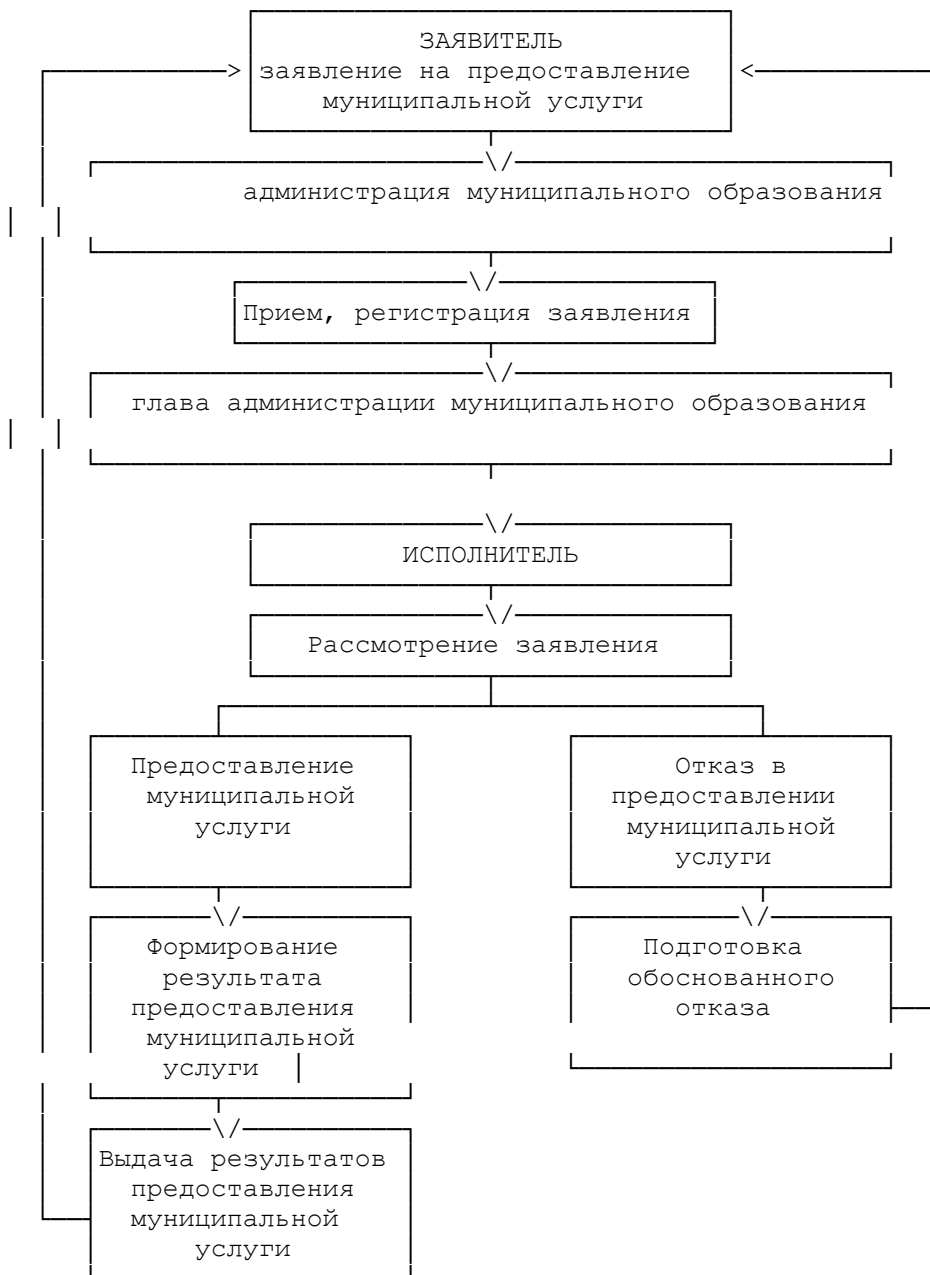 ЗАЯВИТЕЛЬ
заявление на предоставление
муниципальной услуги
администрация муниципального образования
Прием, регистрация заявления
глава администрации муниципального образования
ИСПОЛНИТЕЛЬ
Рассмотрение заявления
Предоставление
муниципальной
услуги
Отказ в
предоставлении
муниципальной
услуги
Формирование
результата
предоставления
муниципальной
услуги
Подготовка
обоснованного
отказа
Выдача результатов
предоставления
муниципальной
услуги